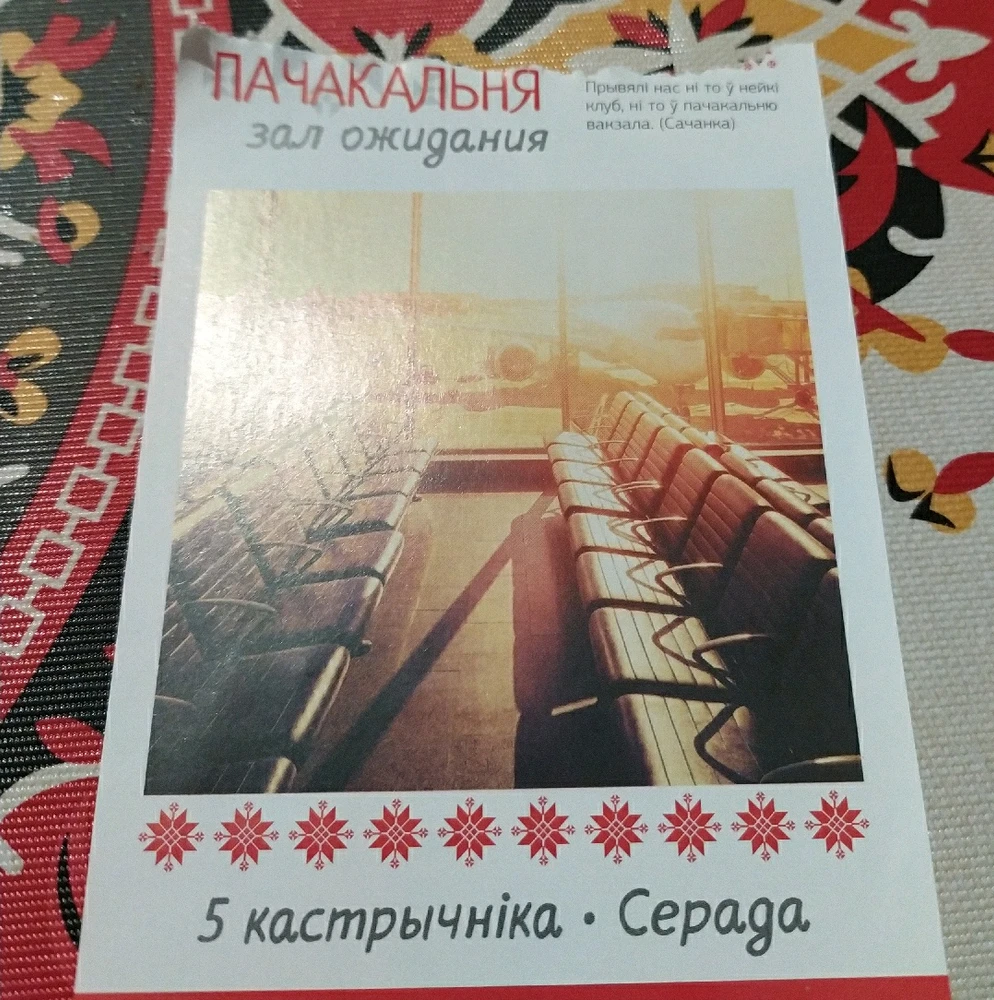 ПАЧАКАЛЬНЯ
зал ожидания
Прывялі нас ні то ў нейкі
клуб, ні то ў пачакальню
вакзала. (Сачанка)
5 кастрычніка • Серада